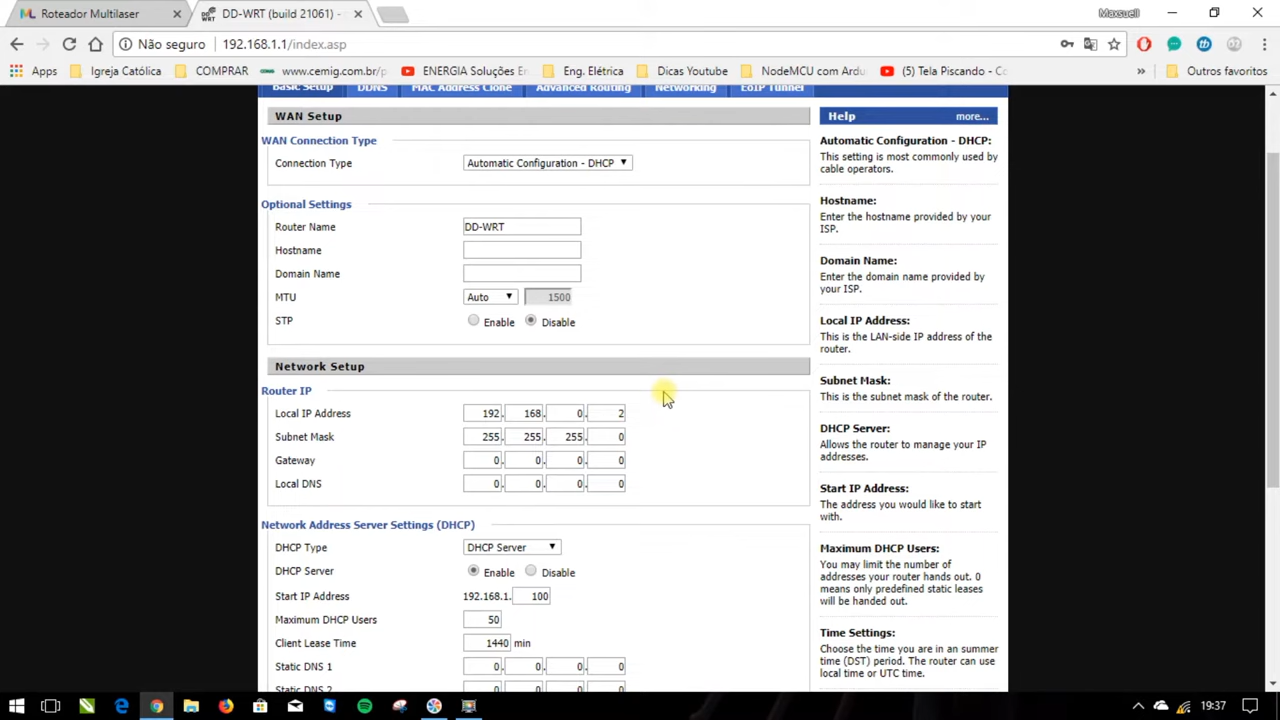 Roteador Multilaser
DD-WRT (build 21061) -
Maxsuell
Não seguro
192.168.1.1/index.asp
Apps
Igreja Católica
COMPRAR
www.cemig.com.br/p
ENERGIA Soluções En
Eng. Elétrica
Dicas Youtube
NodeMCU com Ardu
(5) Tela Piscando - Co
»
Outros favoritos
Basic Setup
DDNS
MAC Address Clone
Advanced Routing
Networking
EoIP Tunnel
WAN Setup
WAN Connection Type
Connection Type
Automatic Configuration - DHCP
Optional Settings
Router Name
DD-WRT
Hostname
Domain Name
MTU
Auto
1500
STP
Enable
Disable
Network Setup
Router IP
Local IP Address
192. 168. 0. 2
Subnet Mask
255. 255. 255. 0
Gateway
0. 0. 0. 0
Local DNS
0. 0. 0. 0
Network Address Server Settings (DHCP)
DHCP Type
DHCP Server
DHCP Server
Enable
Disable
Start IP Address
192.168.1. 100
Maximum DHCP Users
50
Client Lease Time
1440 min
Static DNS 1
0. 0. 0. 0
Static DNS 2
0. 0. 0. 0
Help
more...
Automatic Configuration - DHCP:
This setting is most commonly used by
cable operators.
Hostname:
Enter the hostname provided by your
ISP.
Domain Name:
Enter the domain name provided by
your ISP.
Local IP Address:
This is the LAN-side IP address of the
router.
Subnet Mask:
This is the subnet mask of the router.
DHCP Server:
Allows the router to manage your IP
addresses.
Start IP Address:
The address you would like to start
with.
Maximum DHCP Users:
You may limit the number of
addresses your router hands out. 0
means only predefined static leases
will be handed out.
Time Settings:
Choose the time you are in an summer
time (DST) period. The router can use
local time or UTC time.
19:37